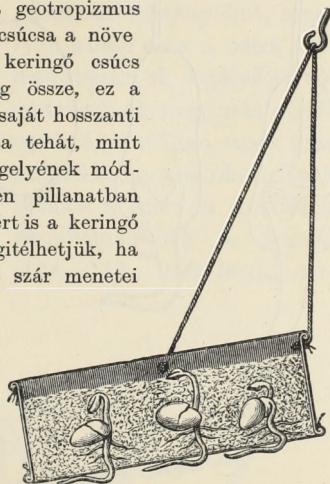 geotropizmus
csúcsa a növe
keringő csúcs
g össze, ez a
saját hosszanti
a tehát, mint
gelyének mód-
en pillanatban
ert is a keringő
gitélhetjük, ha
szár menetei